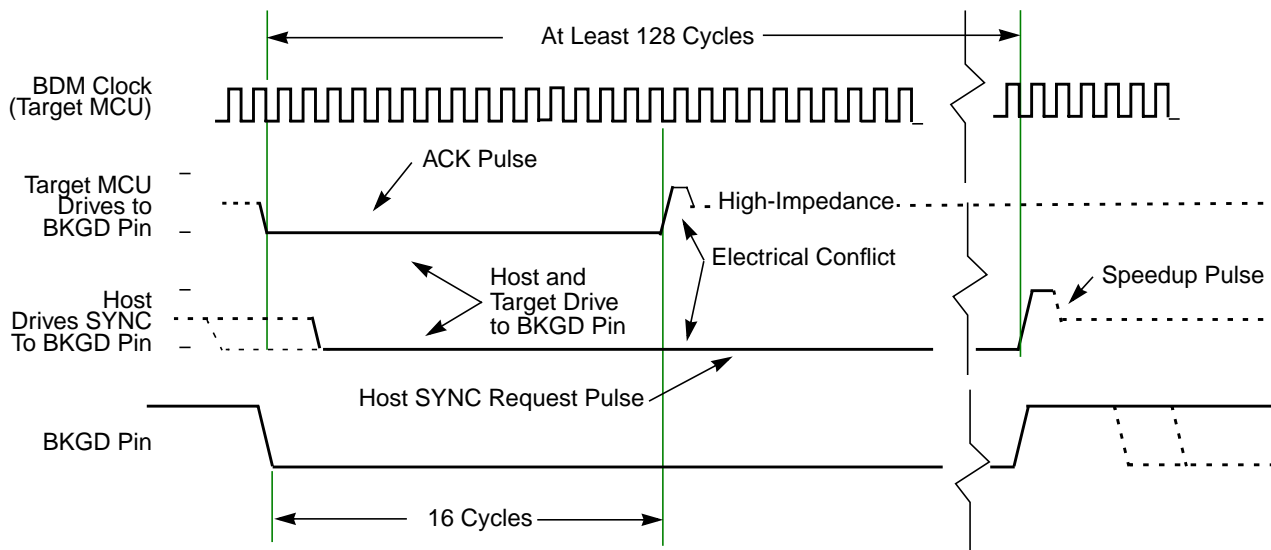 At Least 128 Cycles
BDM Clock
(Target MCU)
ACK Pulse
Target MCU
Drives to
BKGD Pin
High-Impedance
Electrical Conflict
Host and
Target Drive
to BKGD Pin
Speedup Pulse
Host
Drives SYNC
To BKGD Pin
Host SYNC Request Pulse
BKGD Pin
16 Cycles